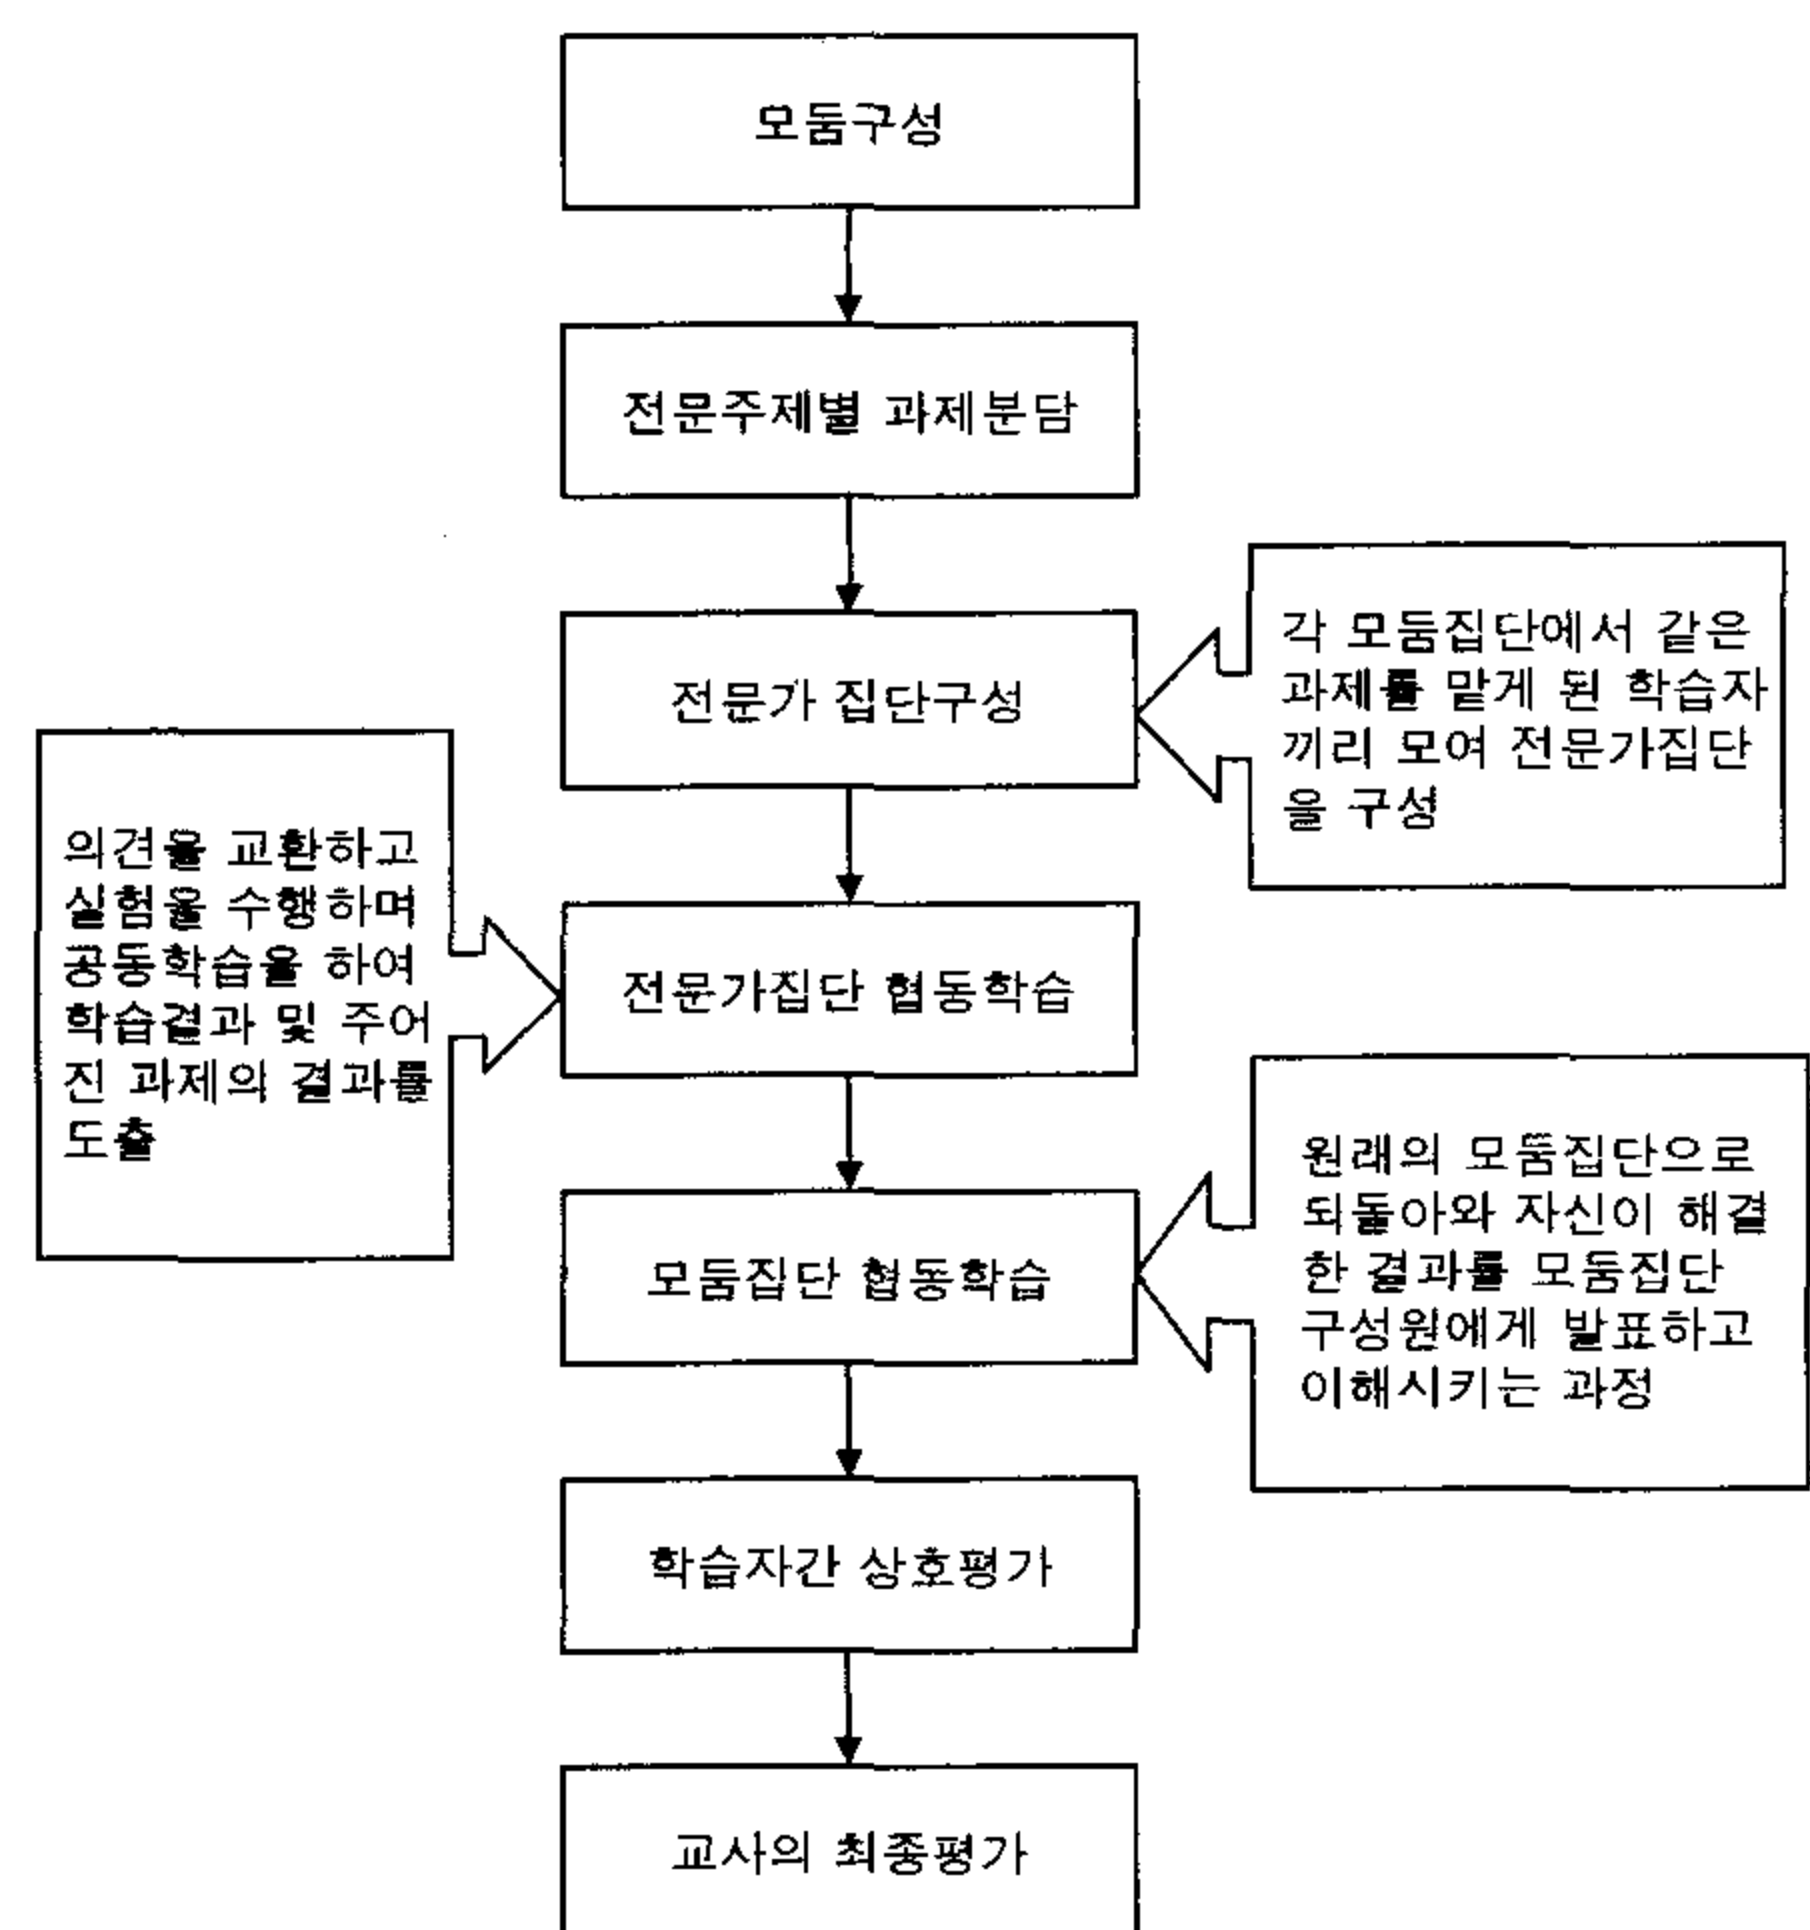 모둠구성
전문주제별 과제분담
전문가 집단구성
각 모둠집단에서 같은
과제를 맡게 된 학습자
끼리 모여 전문가집단
을 구성
의견을 교환하고
실험을 수행하며
공동학습을 하여
학습결과 및 주어
진 과제의 결과를
도출
전문가집단 협동학습
모둠집단 협동학습
원래의 모둠집단으로
되돌아와 자신이 해결
한 결과를 모둠집단
구성원에게 발표하고
이해시키는 과정
학습자간 상호평가
교사의 최종평가